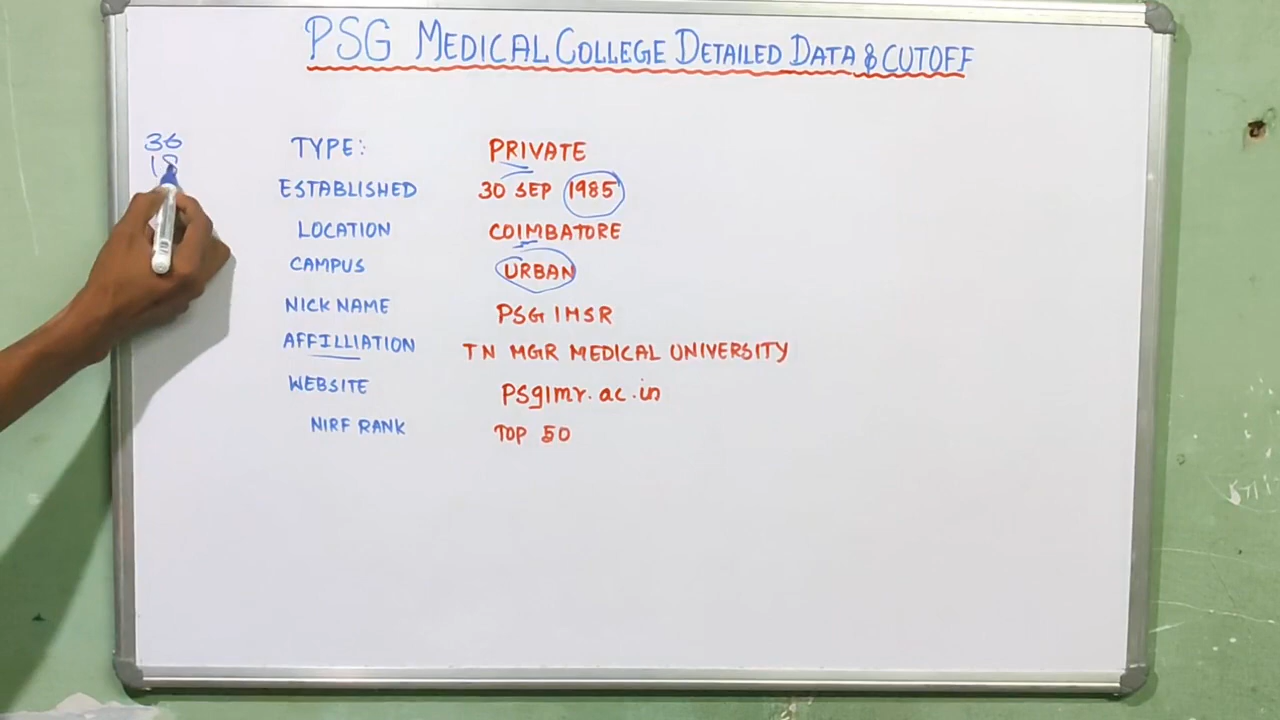 PSG MEDICAL COLLEGE DETAILED DATA & CUTOFF
36
18
TYPE: PRIVATE
ESTABLISHED 30 SEP 1985
LOCATION COIMBATORE
CAMPUS URBAN
NICK NAME PSG IMSR
AFFILLIATION TN MGR MEDICAL UNIVERSITY
WEBSITE PSgimr.ac.in
NIRF RANK TOP 50